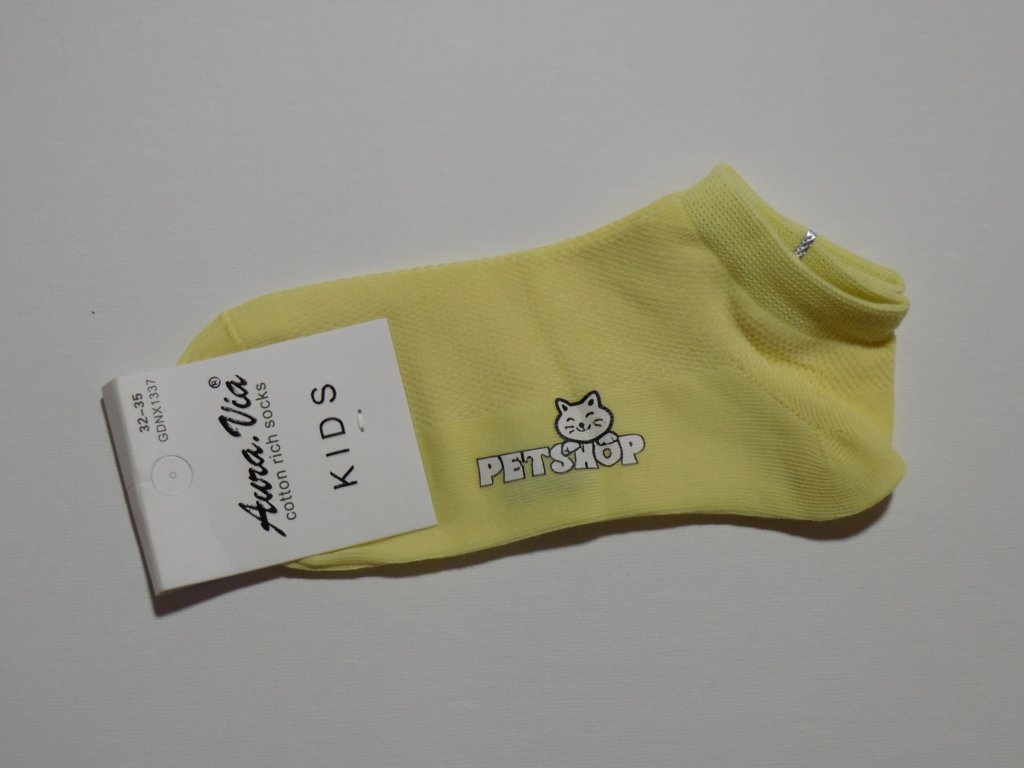 32-35
GDNX1337
Aura.Via®
cotton rich socks
KIDS
PETSHOP